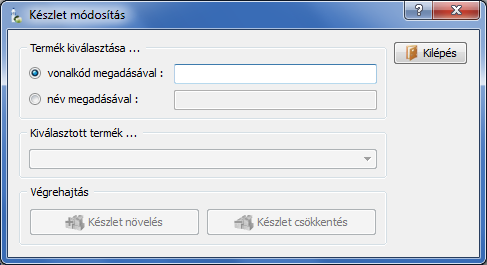 Készlet módosítás
?
Termék kiválasztása ...
Kilépés
vonalkód megadásával :
név megadásával :
Kiválasztott termék ...
Végrehajtás
Készlet növelés
Készlet csökkentés